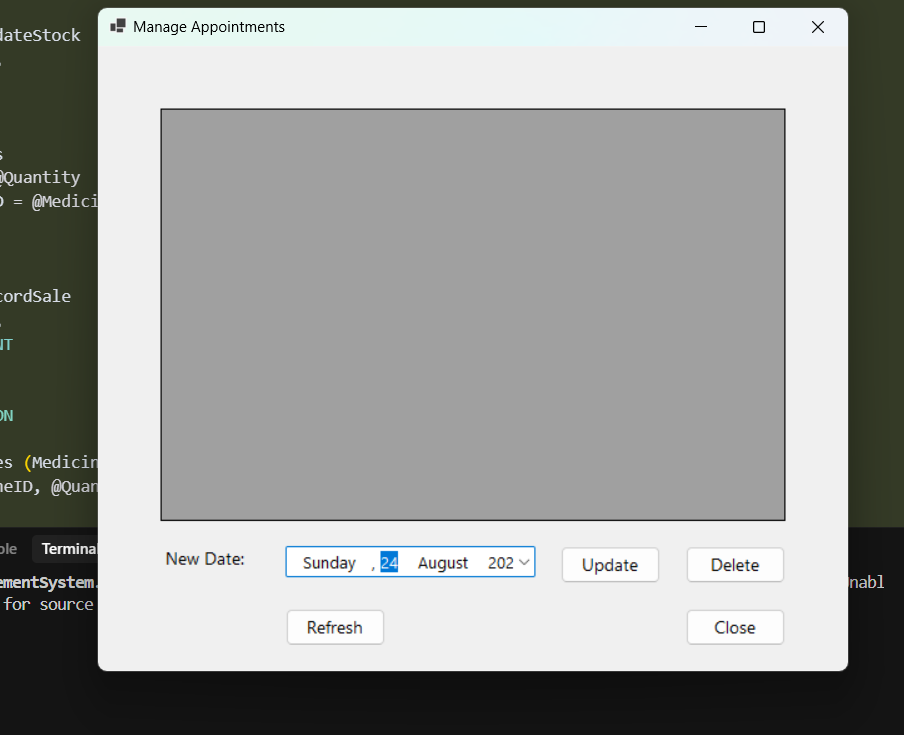 Manage Appointments
dateStock
@Quantity
= @Medici
cordSale
NT
ON
es (Medicin
neID, @Quan
New Date:
Sunday , 24 August 202
Update
Delete
Refresh
Close
ole
Terminal
ementSystem.
nabl
for source